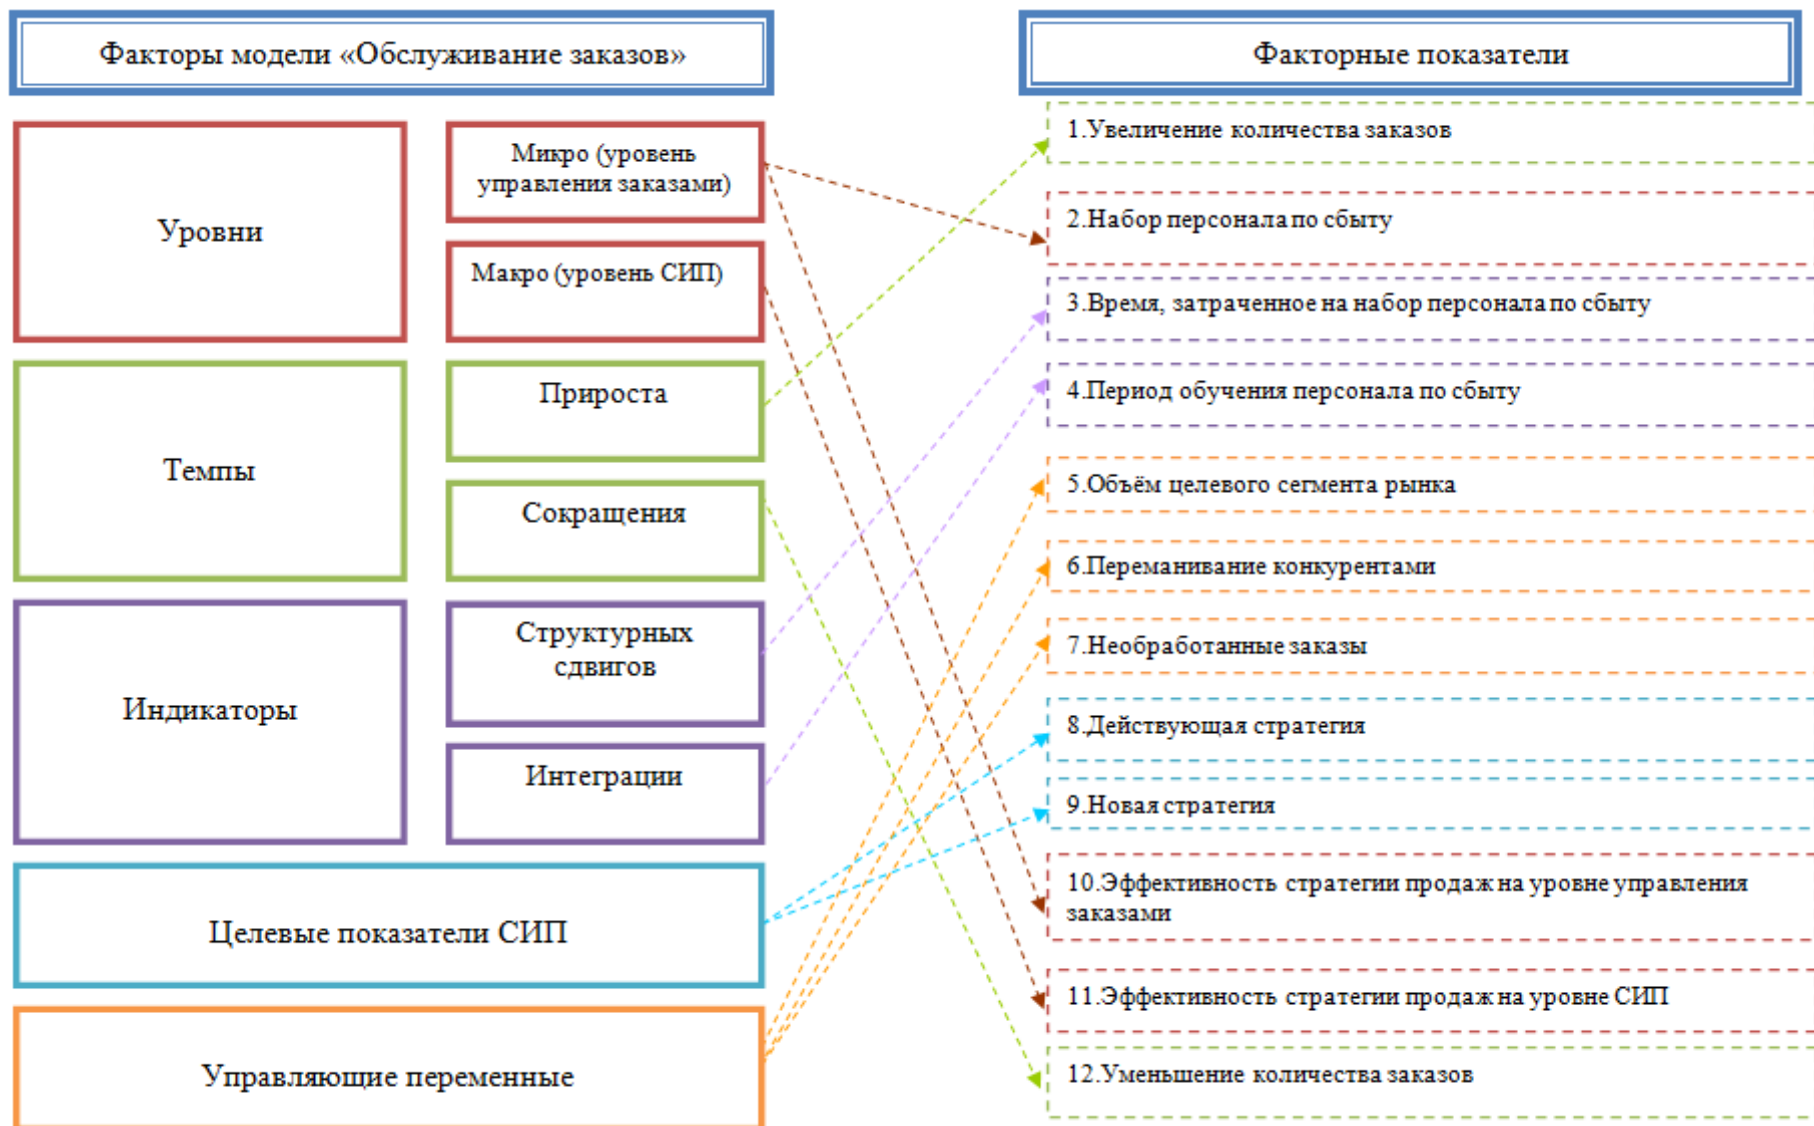 Факторы модели «Обслуживание заказов»
Уровни
Микро (уровень
управления заказами)
Макро (уровень СИП)
Темпы
Прироста
Сокращения
Индикаторы
Структурных
сдвигов
Интеграции
Целевые показатели СИП
Управляющие переменные
Факторные показатели
1.Увеличение количества заказов
2.Набор персонала по сбыту
3.Время, затраченное на набор персонала по сбыту
4.Период обучения персонала по сбыту
5.Объём целевого сегмента рынка
6.Переманивание конкурентами
7.Необработанные заказы
8.Действующая стратегия
9.Новая стратегия
10.Эффективность стратегии продаж на уровне управления
заказами
11.Эффективность стратегии продаж на уровне СИП
12.Уменьшение количества заказов